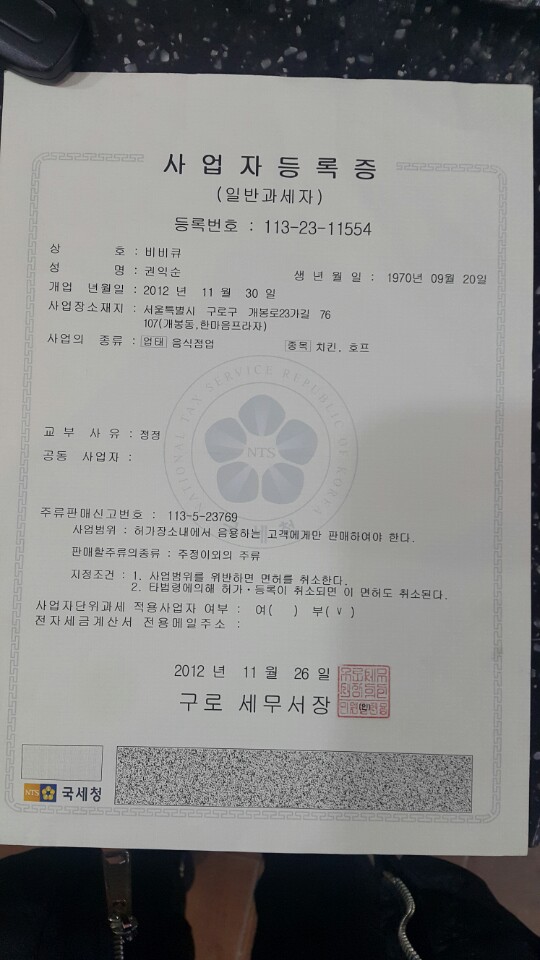 사업자등록증
(일반과세자)
등록번호 : 113-23-11554
상 호 : 비비큐
성 명 : 권익순 생 년 월 일 : 1970년 09월 20일
개업 년월일 : 2012 년 11 월 30 일
사업장소재지 : 서울특별시 구로구 개봉로23가길 76
107(개봉동,한마음프라자)
사업의 종류 : 업태 음식점업 종목 치킨, 호프
NATIONAL TAX SERVICE REPUBLIC OF KOREA
NTS
국세청
교 부 사 유 : 정정
공동 사업자 :
주류판매신고번호 : 113-5-23769
사업범위 : 허가장소내에서 음용하는 고객에게만 판매하여야 한다.
판매할주류의종류 : 주정이외의 주류
지정조건 : 1. 사업범위를 위반하면 면허를 취소한다.
2. 타법령에의해 허가·등록이 취소되면 이 면허도 취소된다.
사업자단위과세 적용사업자 여부 : 여( ) 부( v )
전자세금계산서 전용메일주소 :
2012 년 11 월 26 일
구로 세무서장
(인)
NTS 국세청